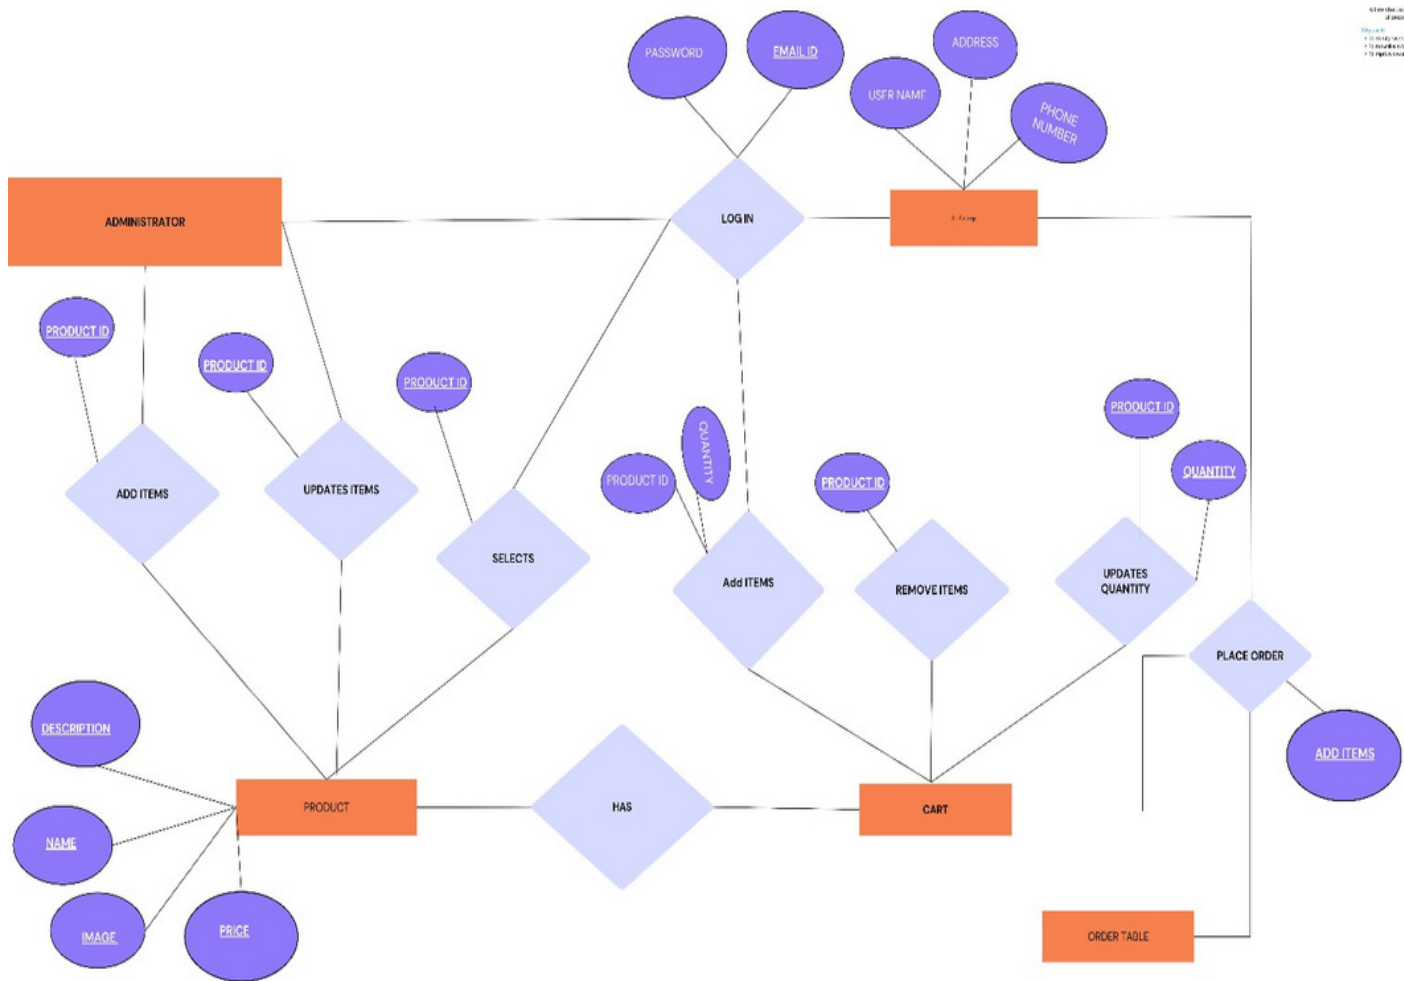 PASSWORD
EMAIL ID
ADDRESS
USER NAME
PHONE
NUMBER
ADMINISTRATOR
LOG IN
PRODUCT ID
PRODUCT ID
PRODUCT ID
PRODUCT ID
QUANTITY
QUANTITY
PRODUCT ID
PRODUCT ID
ADD ITEMS
UPDATES ITEMS
SELECTS
Add ITEMS
REMOVE ITEMS
UPDATES
QUANTITY
PLACE ORDER
DESCRIPTION
ADD ITEMS
PRODUCT
HAS
CART
NAME
IMAGE
PRICE
ORDER TABLE